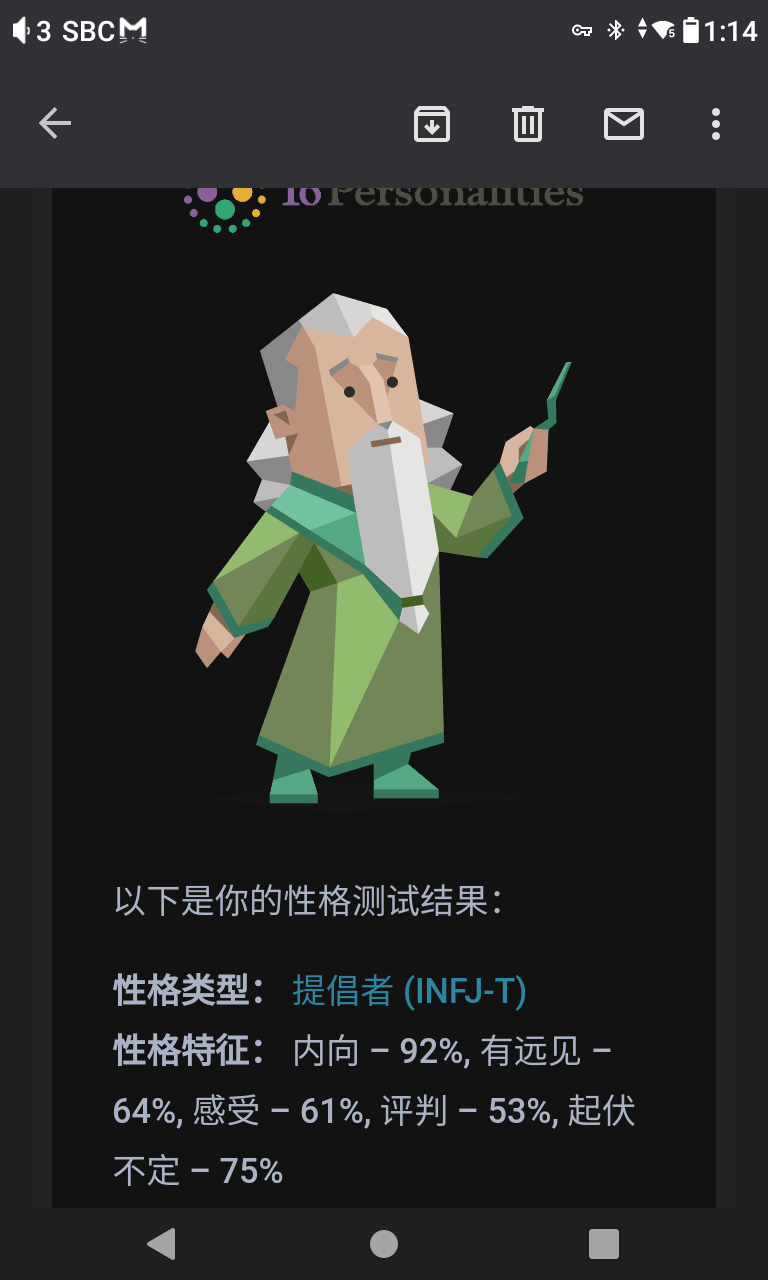 3 SBC 5 1:14
16 Personalities
以下是你的性格测试结果：
性格类型： 提倡者 (INFJ-T)
性格特征： 内向 – 92%, 有远见 –
64%, 感受 – 61%, 评判 – 53%, 起伏
不定 – 75%